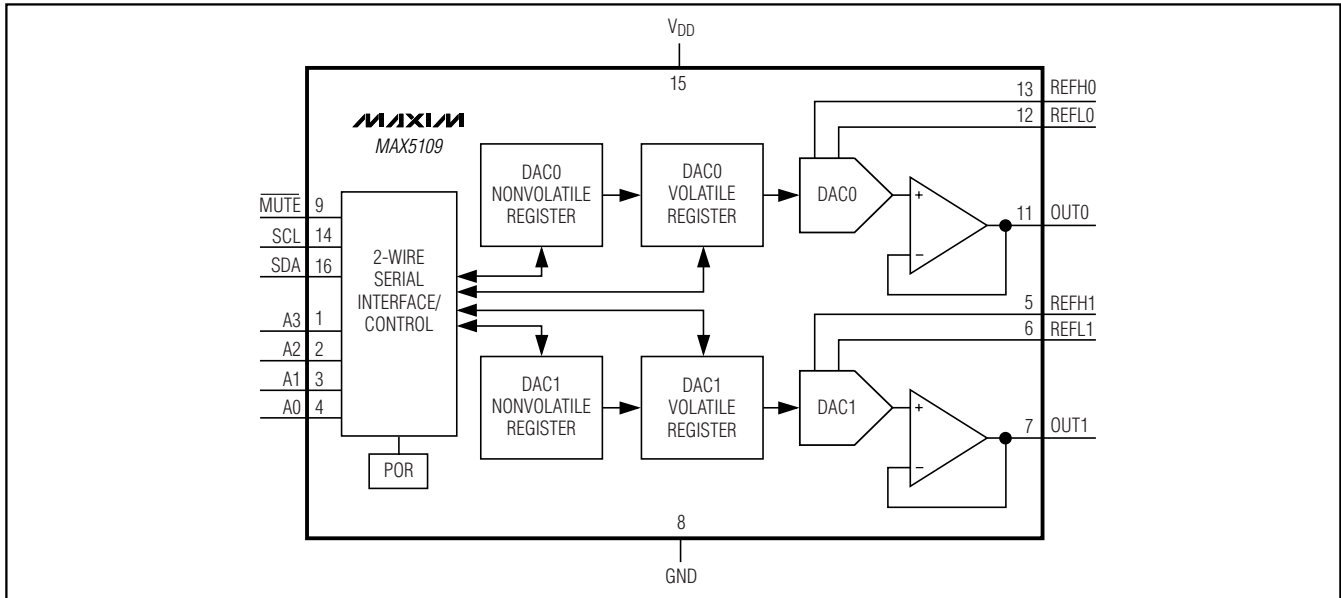 VDD
15
MAXIM
MAX5109
13 REFH0
12 REFL0
DAC0
NONVOLATILE
REGISTER
DAC0
VOLATILE
REGISTER
DAC0
+
−
11 OUT0
MUTE 9
SCL 14
SDA 16
A3 1
A2 2
A1 3
A0 4
2-WIRE
SERIAL
INTERFACE/
CONTROL
POR
5 REFH1
6 REFL1
DAC1
NONVOLATILE
REGISTER
DAC1
VOLATILE
REGISTER
DAC1
+
−
7 OUT1
8
GND